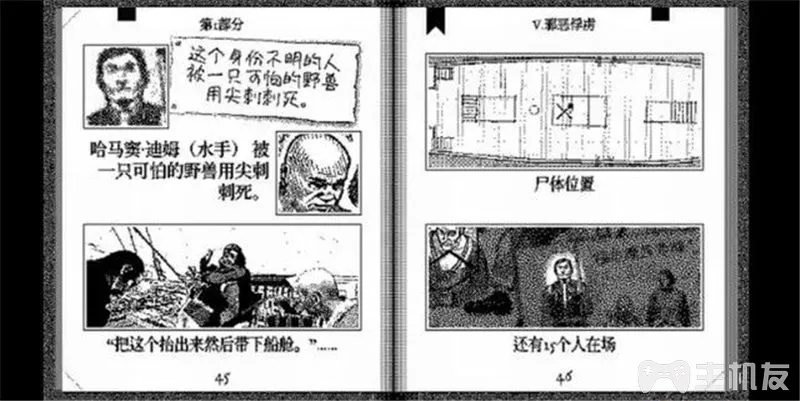 第1部分
这个身份不明的人
被一只可怕的野兽
用尖刺刺死。
哈马窦·迪姆（水手）被
一只可怕的野兽用尖刺
刺死。
“把这个抬出来然后带下船舱。”……
45
V.邪恶俘虏
尸体位置
还有15个人在场
46
主机友